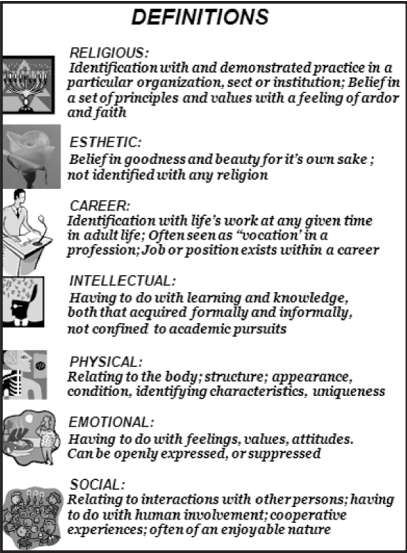 DEFINITIONS
RELIGIOUS:
Identification with and demonstrated practice in a
particular organization, sect or institution; Belief in
a set of principles and values with a feeling of ardor
and faith
ESTHETIC:
Belief in goodness and beauty for it's own sake ;
not identified with any religion
CAREER:
Identification with life's work at any given time
in adult life; Often seen as "vocation' in a
profession; Job or position exists within a career
INTELLECTUAL:
Having to do with learning and knowledge,
both that acquired formally and informally,
not confined to academic pursuits
PHYSICAL:
Relating to the body; structure; appearance,
condition, identifying characteristics, uniqueness
EMOTIONAL:
Having to do with feelings, values, attitudes.
Can be openly expressed, or suppressed
SOCIAL:
Relating to interactions with other persons; having
to do with human involvement; cooperative
experiences; often of an enjoyable nature